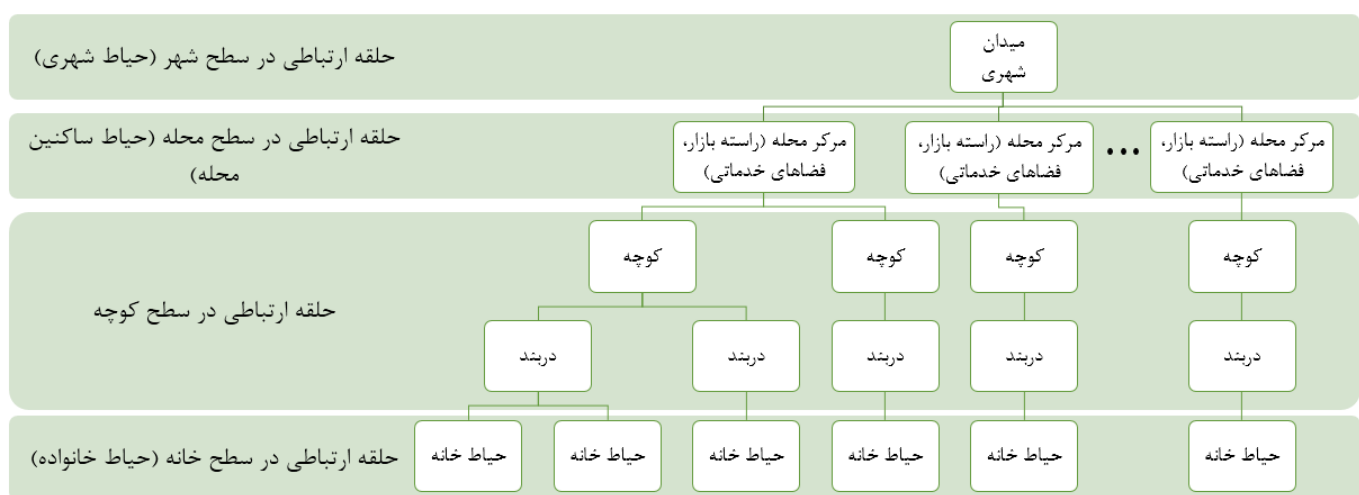 میدان
شهری
حلقه ارتباطی در سطح شهر (حیاط شهری)
مرکر محله (راسته بازار،
فضاهای خدماتی)
...
مرکر محله (راسته بازار،
فضاهای خدماتی)
مرکر محله (راسته بازار،
فضاهای خدماتی)
حلقه ارتباطی در سطح محله (حیاط ساکنین
محله)
کوچه
کوچه
کوچه
کوچه
حلقه ارتباطی در سطح کوچه
دربند
دربند
دربند
دربند
دربند
حیاط خانه
حیاط خانه
حیاط خانه
حیاط خانه
حیاط خانه
حیاط خانه
حلقه ارتباطی در سطح خانه (حیاط خانواده)